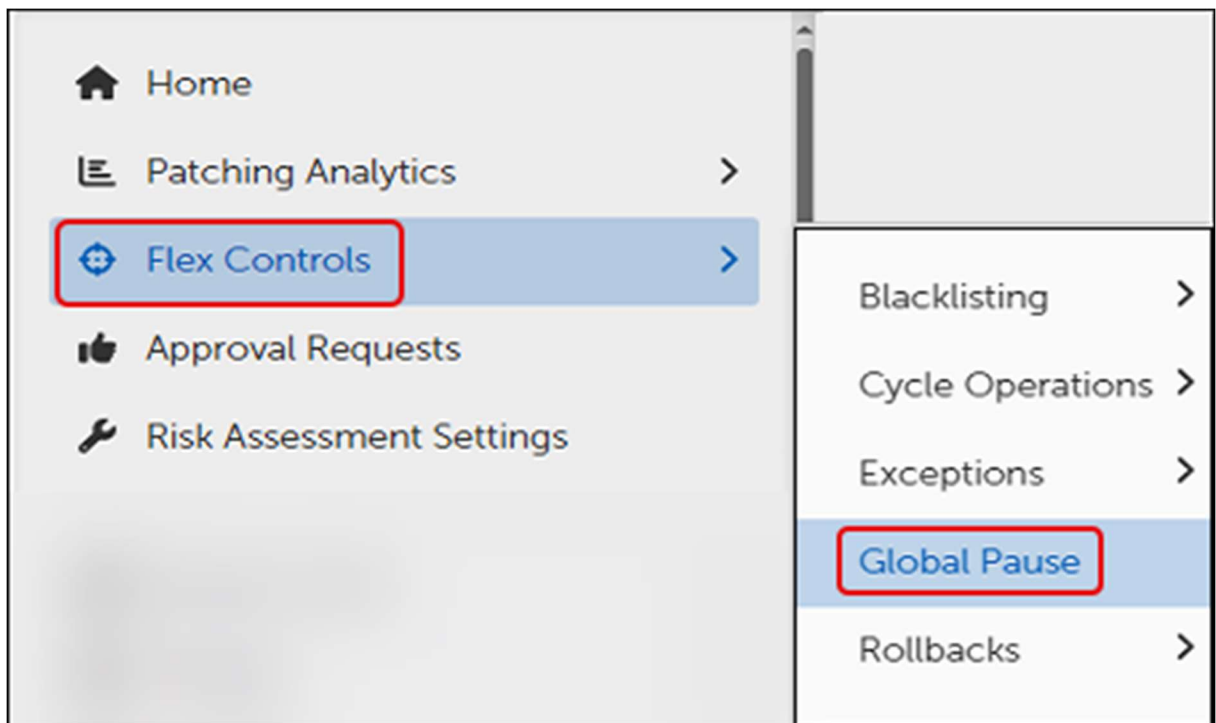 Home
Patching Analytics
Flex Controls
Approval Requests
Risk Assessment Settings
Blacklisting
Cycle Operations
Exceptions
Global Pause
Rollbacks